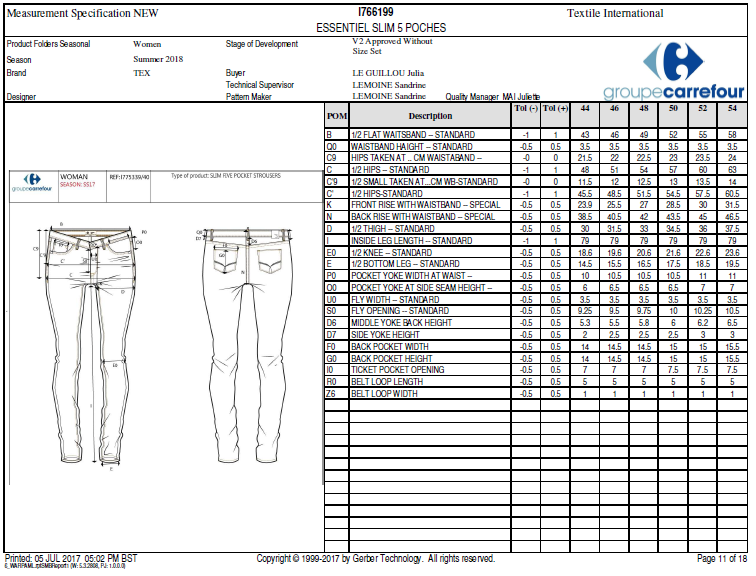 Measurement Specification NEW
I766199
Textile International
ESSENTIEL SLIM 5 POCHES
Product Folders Seasonal Women Stage of Development V2 Approved Without Size Set
Season Summer 2018
Brand TEX Buyer LE GUILLOU Julia
Technical Supervisor LEMOINE Sandrine
Designer Pattern Maker LEMOINE Sandrine Quality Manager MAI Juliette
groupecarrefour
POM Description Tol (-) Tol (+) 44 46 48 50 52 54
B 1/2 FLAT WAITSBAND -- STANDARD -1 1 43 46 49 52 55 58
Q0 WAISTBAND HAIGHT -- STANDARD -0.5 0.5 3.5 3.5 3.5 3.5 3.5 3.5
C9 HIPS TAKEN AT ... CM WAISTABAND -- -0 0 21.5 22 22.5 23 23.5 24
C 1/2 HIPS -- STANDARD -1 1 48 51 54 57 60 63
C'9 1/2 SMALL TAKEN AT...CM WB-STANDARD -0 0 11.5 12 12.5 13 13.5 14
C' 1/2 HIPS-STANDARD -1 1 45.5 48.5 51.5 54.5 57.5 60.5
K FRONT RISE WITH WAISTBAND -- SPECIAL -0.5 0.5 23.9 25.5 27 28.5 30 31.5
N BACK RISE WITH WAISTBAND -- SPECIAL -0.5 0.5 38.5 40.5 42 43.5 45 46.5
D 1/2 THIGH -- STANDARD -0.5 0.5 30 31.5 33 34.5 36 37.5
I INSIDE LEG LENGTH -- STANDARD -1 1 79 79 79 79 79 79
E0 1/2 KNEE -- STANDARD -0.5 0.5 18.6 19.6 20.6 21.6 22.6 23.6
E 1/2 BOTTOM LEG -- STANDARD -0.5 0.5 14.5 15.5 16.5 17.5 18.5 19.5
P0 POCKET YOKE WIDTH AT WAIST -- -0.5 0.5 10 10.5 10.5 10.5 11 11
O0 POCKET YOKE AT SIDE SEAM HEIGHT -- -0.5 0.5 6 6.5 6.5 6.5 7 7
U0 FLY WIDTH -- STANDARD -0.5 0.5 3.5 3.5 3.5 3.5 3.5 3.5
S0 FLY OPENING -- STANDARD -0.5 0.5 9.25 9.5 9.75 10 10.25 10.5
D6 MIDDLE YOKE BACK HEIGHT -0.5 0.5 5.3 5.5 5.8 6 6.2 6.5
D7 SIDE YOKE HEIGHT -0.5 0.5 2 2.5 2.5 2.5 3 3
F0 BACK POCKET WIDTH -0.5 0.5 14 14.5 14.5 15 15 15.5
G0 BACK POCKET HEIGHT -0.5 0.5 14 14.5 14.5 15 15 15.5
I0 TICKET POCKET OPENING -0.5 0.5 7 7 7 7.5 7.5 7.5
R0 BELT LOOP LENGTH -0.5 0.5 5 5 5 5 5 5
Z6 BELT LOOP WIDTH -0.5 0.5 1 1 1 1 1 1
groupecarrefour
WOMAN
SEASON: SS17
REF:I775339/40
Type of product: SLIM FIVE POCKET STROUSERS
B
P0
O0
C9
C'9
C'
C
D
E0
I
E
Q0
D7
D6
F0
G0
N
Printed: 05 JUL 2017 05:02 PM BST
Copyright © 1999-2017 by Gerber Technology. All rights reserved.
Page 11 of 18